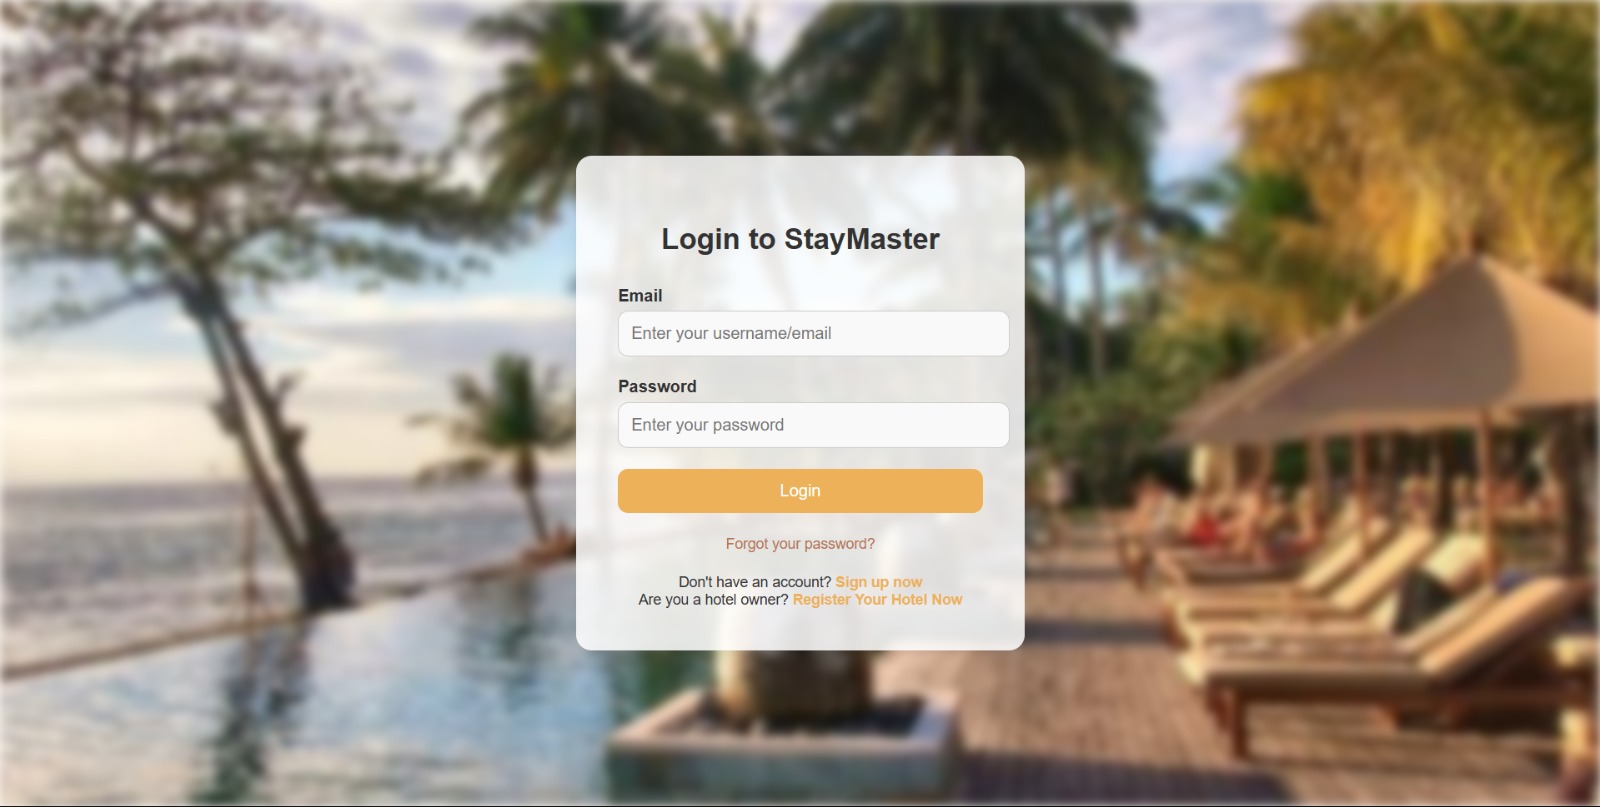 Login to StayMaster
Email
Enter your username/email
Password
Enter your password
Login
Forgot your password?
Don't have an account? Sign up now
Are you a hotel owner? Register Your Hotel Now